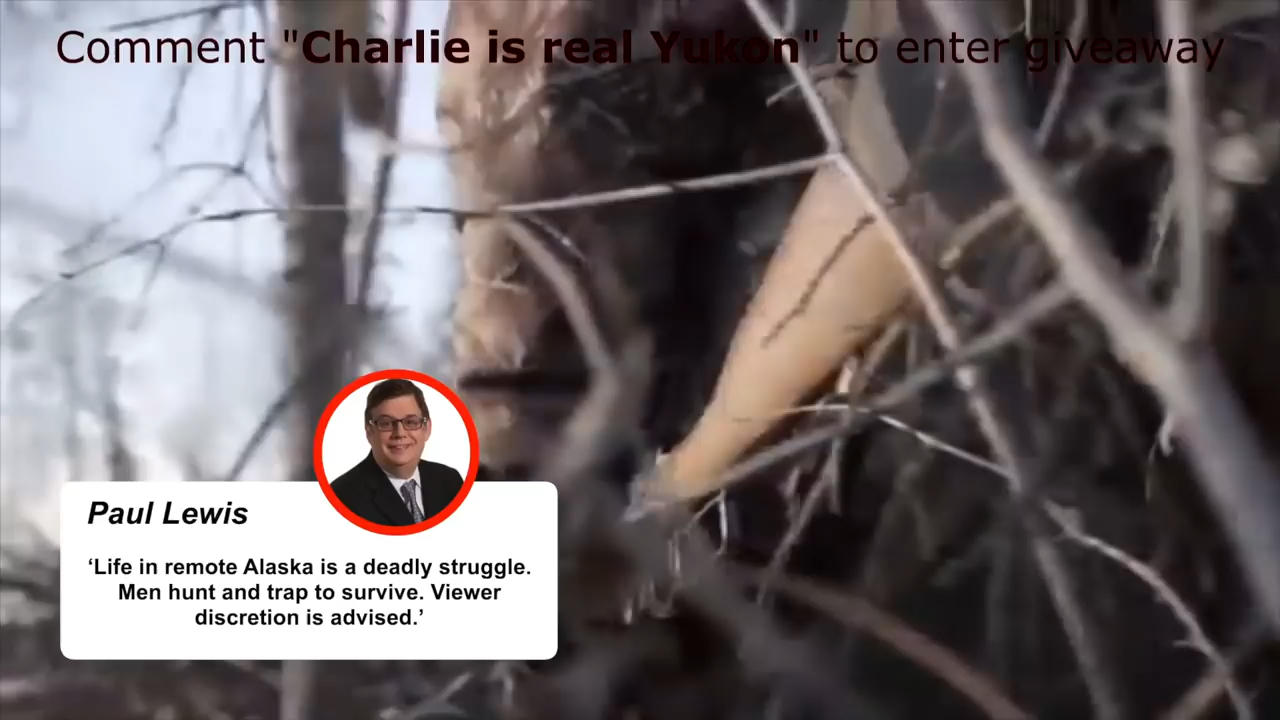 Comment "Charlie is real Yukon" to enter giveaway
Paul Lewis
‘Life in remote Alaska is a deadly struggle.
Men hunt and trap to survive. Viewer
discretion is advised.’